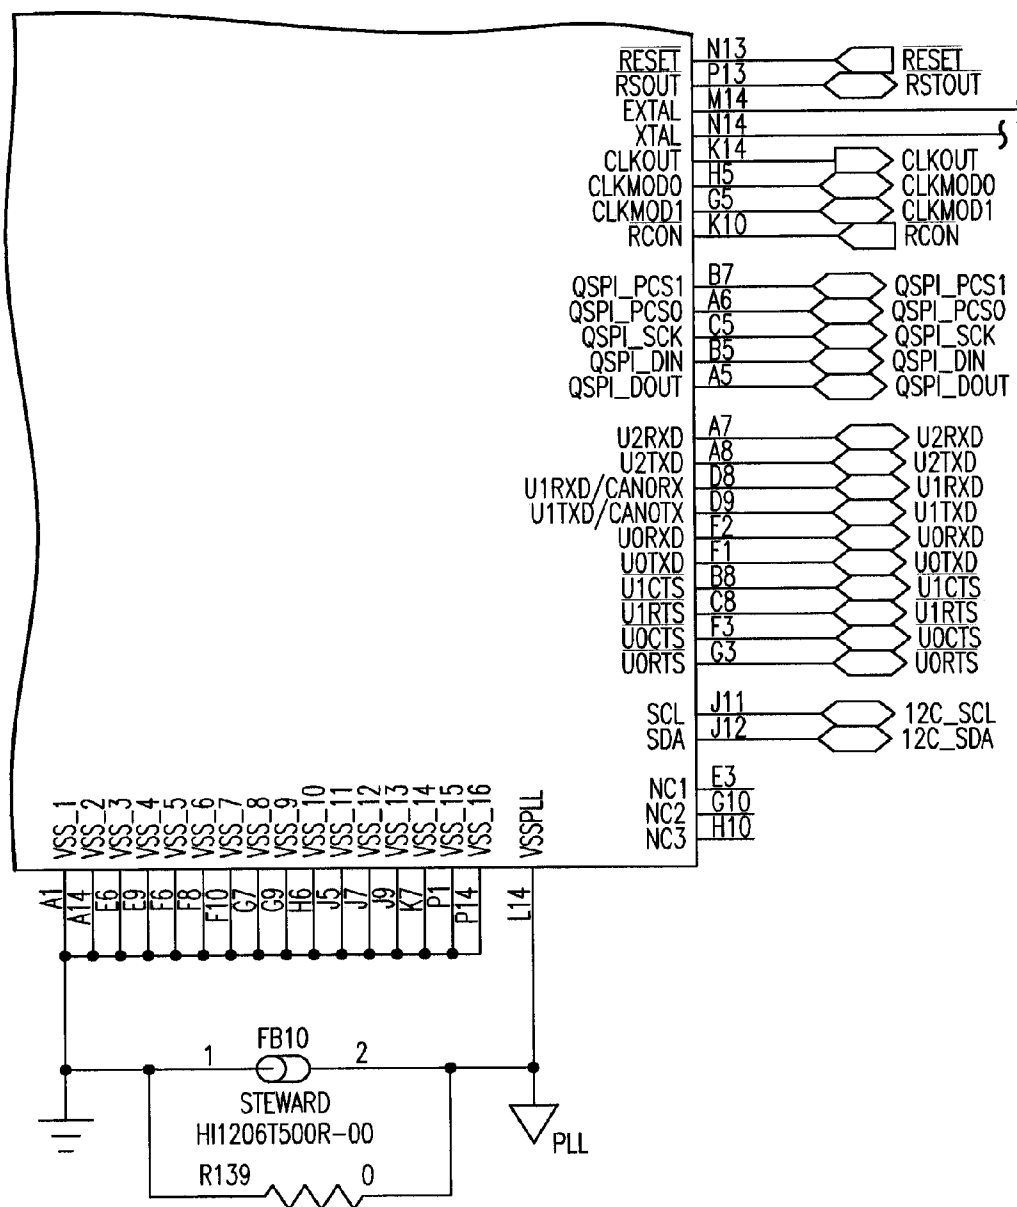 RESET N13 RESET
RSOUT P13 RSTOUT
EXTAL M14
XTAL N14
CLKOUT K14 CLKOUT
CLKMOD0 H5 CLKMOD0
CLKMOD1 G5 CLKMOD1
RCON K10 RCON
QSPI_PCS1 B7 QSPI_PCS1
QSPI_PCS0 A6 QSPI_PCS0
QSPI_SCK C5 QSPI_SCK
QSPI_DIN B5 QSPI_DIN
QSPI_DOUT A5 QSPI_DOUT
U2RXD A7 U2RXD
U2TXD A8 U2TXD
U1RXD/CANORX D8 U1RXD
U1TXD/CANOTX D9 U1TXD
U0RXD F2 U0RXD
U0TXD F1 U0TXD
U1CTS B8 U1CTS
U1RTS C8 U1RTS
U0CTS F3 U0CTS
U0RTS G3 U0RTS
SCL J11 12C_SCL
SDA J12 12C_SDA
NC1 E3
NC2 G10
NC3 H10
VSS_1 VSS_2 VSS_3 VSS_4 VSS_5 VSS_6 VSS_7 VSS_8 VSS_9 VSS_10 VSS_11 VSS_12 VSS_13 VSS_14 VSS_15 VSS_16 VSSPLL
A1 A14 E6 E9 F6 F8 F10 G7 G9 H6 J5 J7 J9 K7 P1 P14 L14
FB10
1 2
STEWARD
HI1206T500R-00
PLL
R139 0